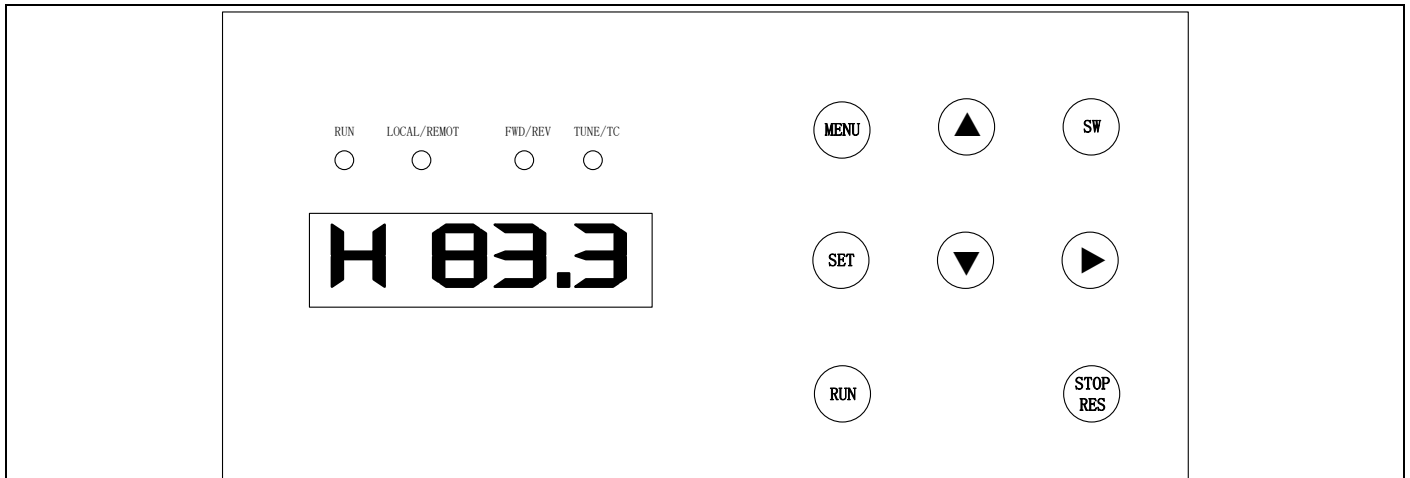 RUN LOCAL/REMOT FWD/REV TUNE/TC
H 83.3
MENU
SW
SET
RUN
STOP
RES